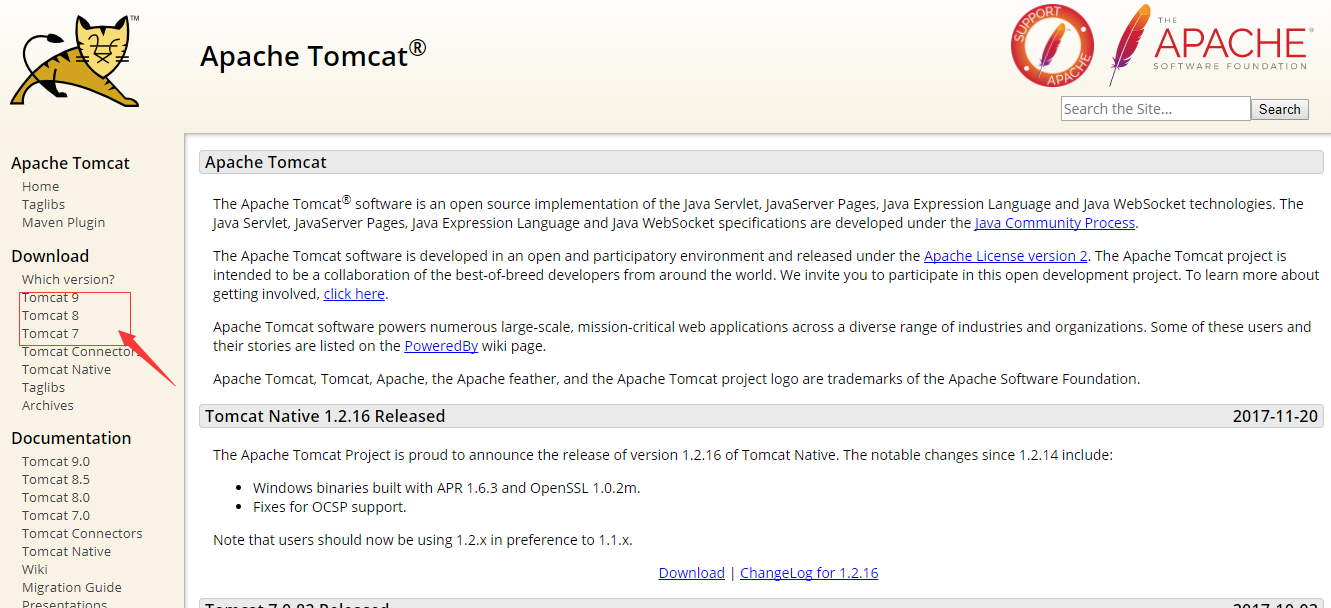 TM
Apache Tomcat®
SUPPORT APACHE
THE
APACHE®
SOFTWARE FOUNDATION
Search the Site...
Search
Apache Tomcat
Home
Taglibs
Maven Plugin
Download
Which version?
Tomcat 9
Tomcat 8
Tomcat 7
Tomcat Connectors
Tomcat Native
Taglibs
Archives
Documentation
Tomcat 9.0
Tomcat 8.5
Tomcat 8.0
Tomcat 7.0
Tomcat Connectors
Tomcat Native
Wiki
Migration Guide
Presentations
Apache Tomcat
The Apache Tomcat® software is an open source implementation of the Java Servlet, JavaServer Pages, Java Expression Language and Java WebSocket technologies. The
Java Servlet, JavaServer Pages, Java Expression Language and Java WebSocket specifications are developed under the Java Community Process.
The Apache Tomcat software is developed in an open and participatory environment and released under the Apache License version 2. The Apache Tomcat project is
intended to be a collaboration of the best-of-breed developers from around the world. We invite you to participate in this open development project. To learn more about
getting involved, click here.
Apache Tomcat software powers numerous large-scale, mission-critical web applications across a diverse range of industries and organizations. Some of these users and
their stories are listed on the PoweredBy wiki page.
Apache Tomcat, Tomcat, Apache, the Apache feather, and the Apache Tomcat project logo are trademarks of the Apache Software Foundation.
Tomcat Native 1.2.16 Released 2017-11-20
The Apache Tomcat Project is proud to announce the release of version 1.2.16 of Tomcat Native. The notable changes since 1.2.14 include:
• Windows binaries built with APR 1.6.3 and OpenSSL 1.0.2m.
• Fixes for OCSP support.
Note that users should now be using 1.2.x in preference to 1.1.x.
Download | ChangeLog for 1.2.16
Tomcat 7.0.82 Released 2017-10-03